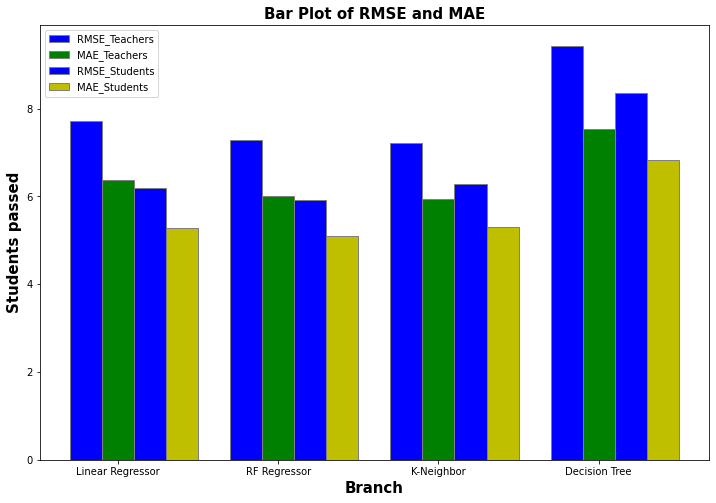 Bar Plot of RMSE and MAE
RMSE_Teachers
MAE_Teachers
RMSE_Students
MAE_Students
8
6
4
2
0
Students passed
Linear Regressor RF Regressor K-Neighbor Decision Tree
Branch